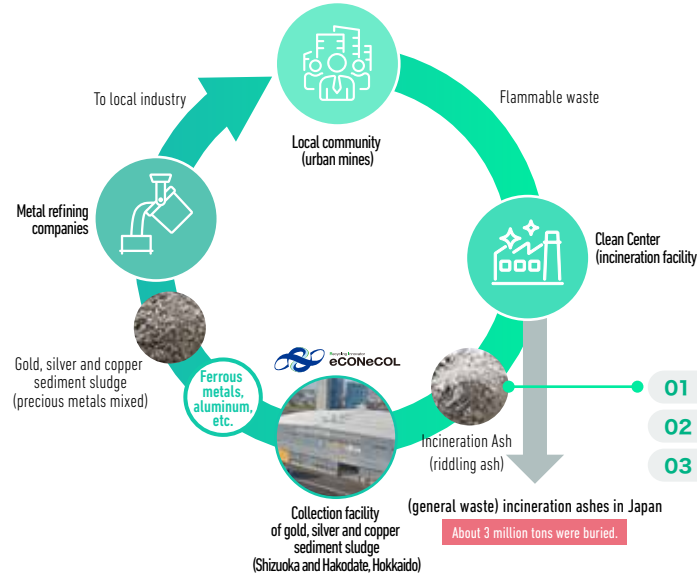 To local industry
Flammable waste
Local community
(urban mines)
Metal refining
companies
Clean Center
(incineration facility
Gold, silver and copper
sediment sludge
(precious metals mixed)
Ferrous
metals,
aluminum,
etc.
Recycling Innovator
eCONeCOL
Incineration Ash
(riddling ash)
01
02
03
Collection facility
of gold, silver and copper
sediment sludge
(Shizuoka and Hakodate, Hokkaido)
(general waste) incineration ashes in Japan
About 3 million tons were buried.